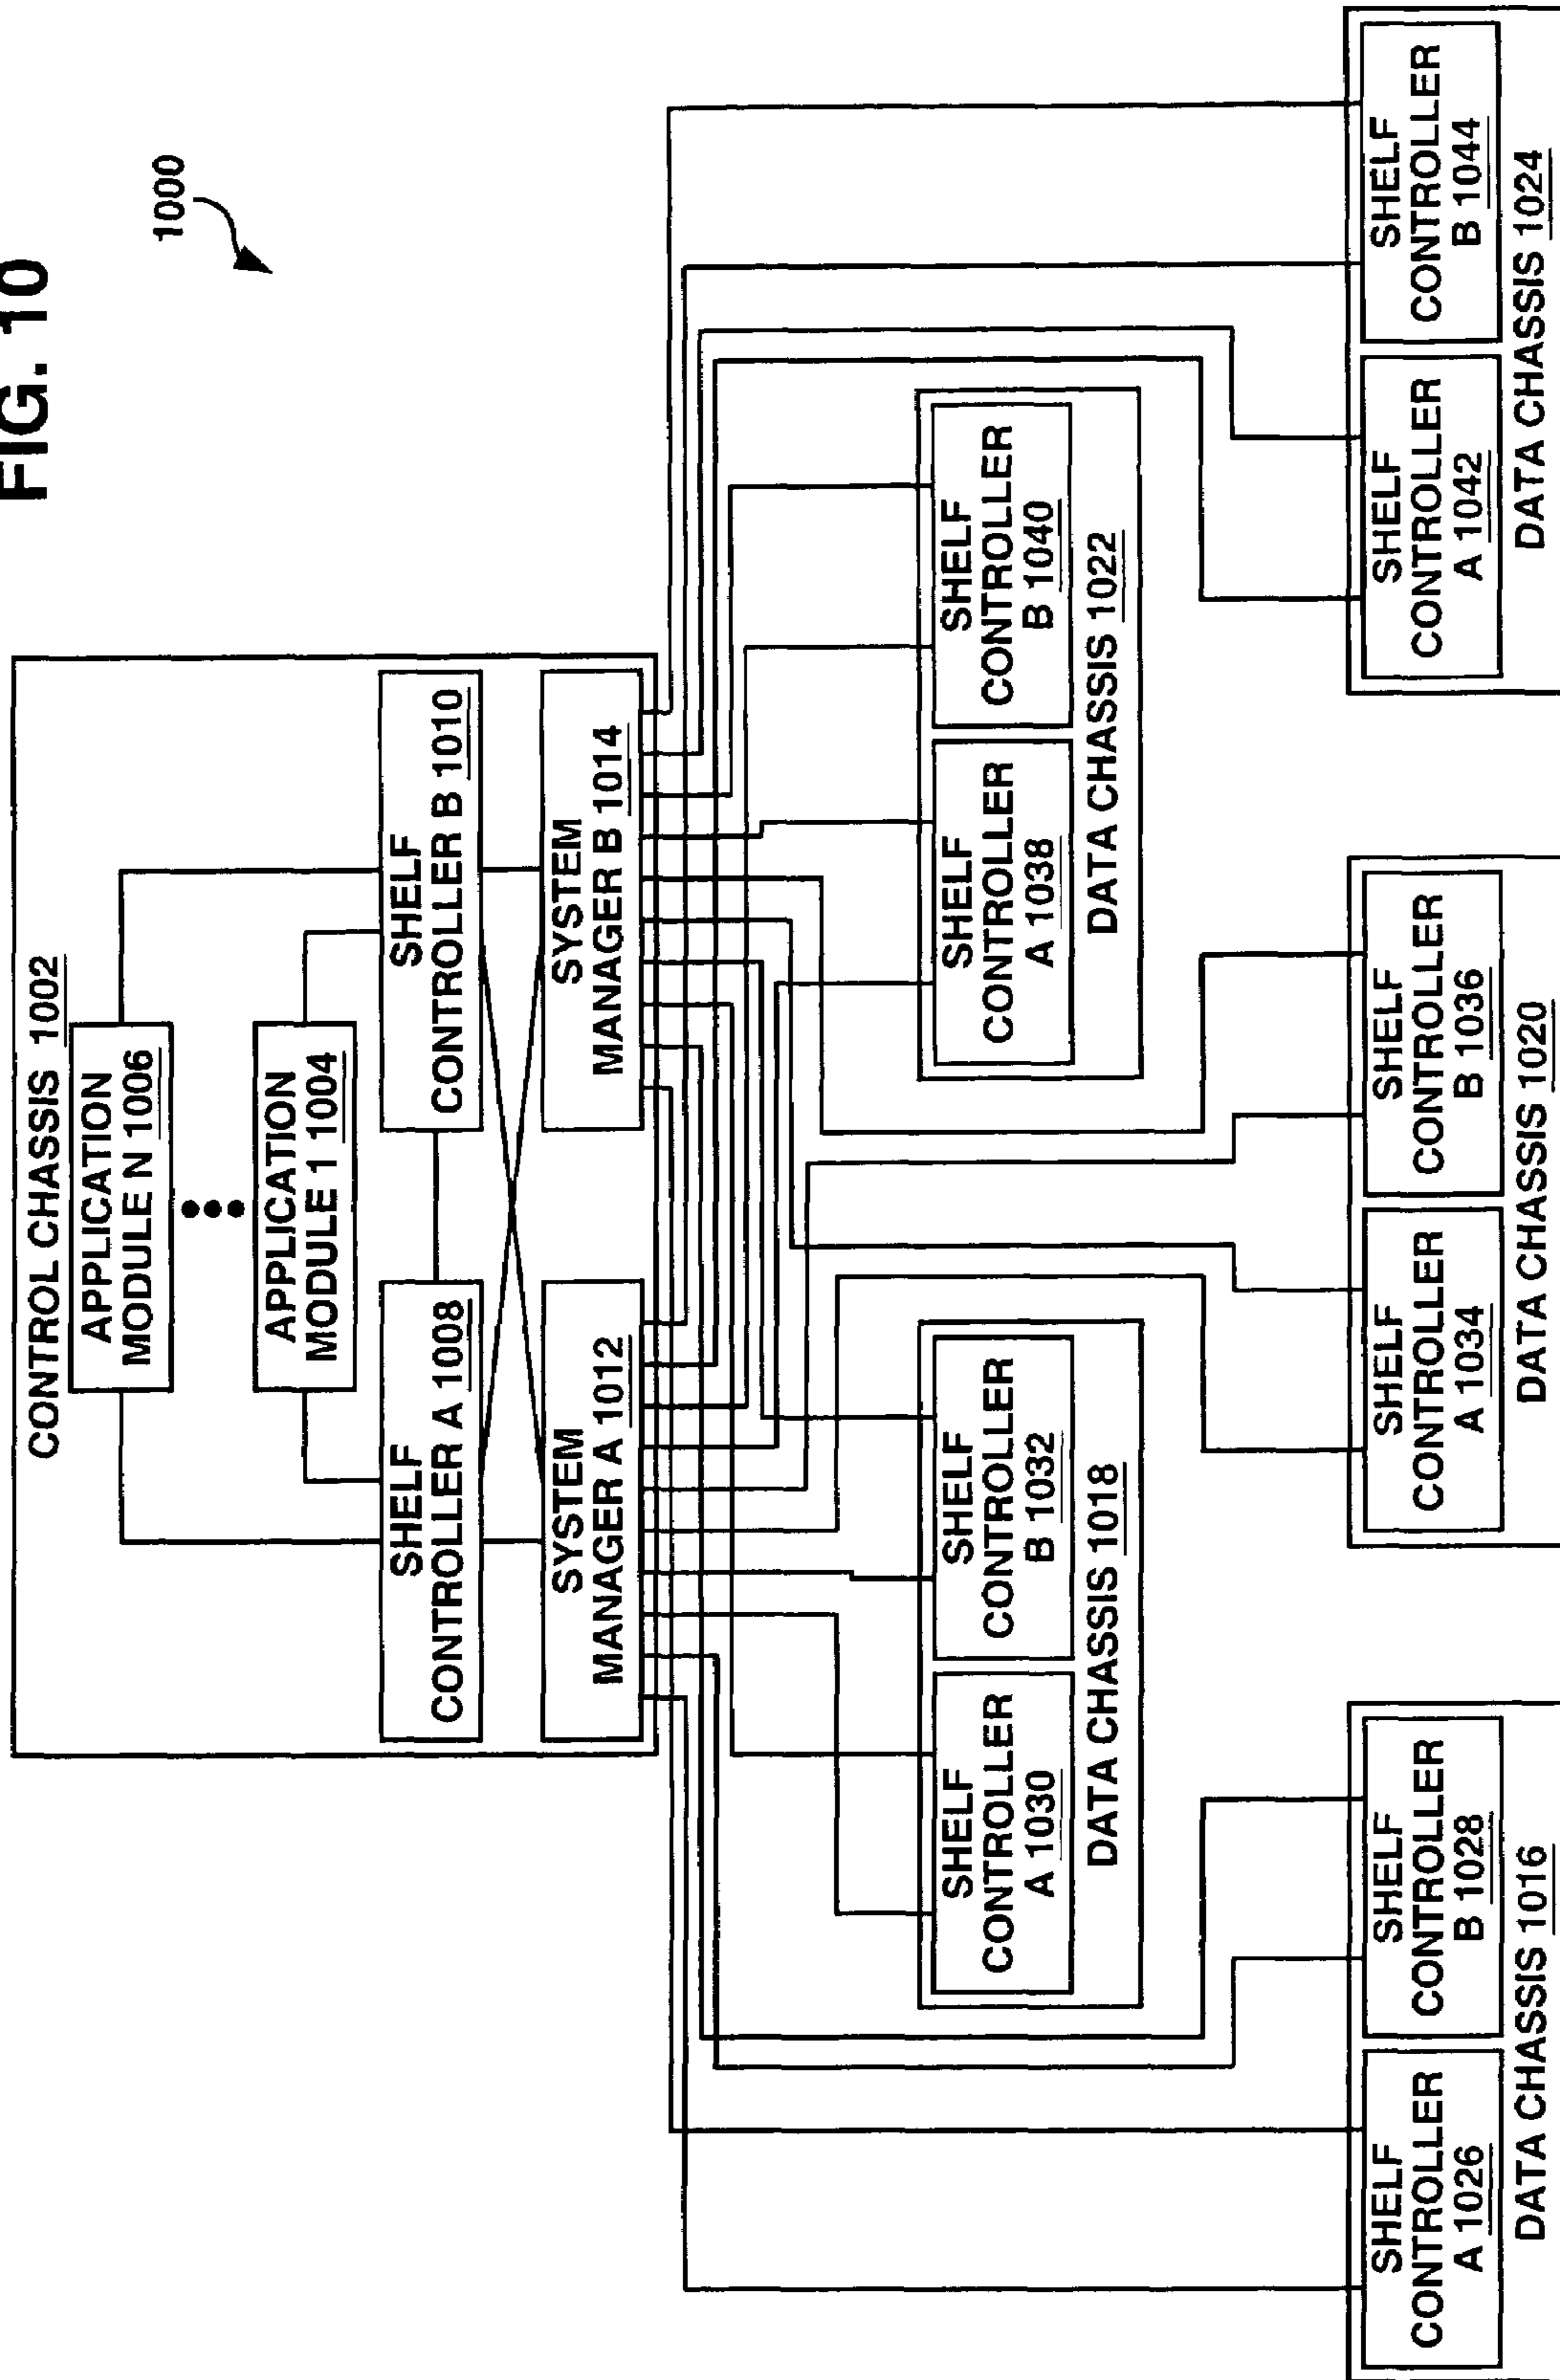 FIG. 10
1000
CONTROL CHASSIS 1002
APPLICATION
MODULE N 1006
APPLICATION
MODULE 1 1004
SHELF
CONTROLLER A 1008
SHELF
CONTROLLER B 1010
SYSTEM
MANAGER A 1012
SYSTEM
MANAGER B 1014
SHELF
CONTROLLER
A 1030
SHELF
CONTROLLER
B 1032
DATA CHASSIS 1018
SHELF
CONTROLLER
A 1038
SHELF
CONTROLLER
B 1040
DATA CHASSIS 1022
SHELF
CONTROLLER
A 1026
SHELF
CONTROLLER
B 1028
DATA CHASSIS 1016
SHELF
CONTROLLER
A 1034
SHELF
CONTROLLER
B 1036
DATA CHASSIS 1020
SHELF
CONTROLLER
A 1042
SHELF
CONTROLLER
B 1044
DATA CHASSIS 1024